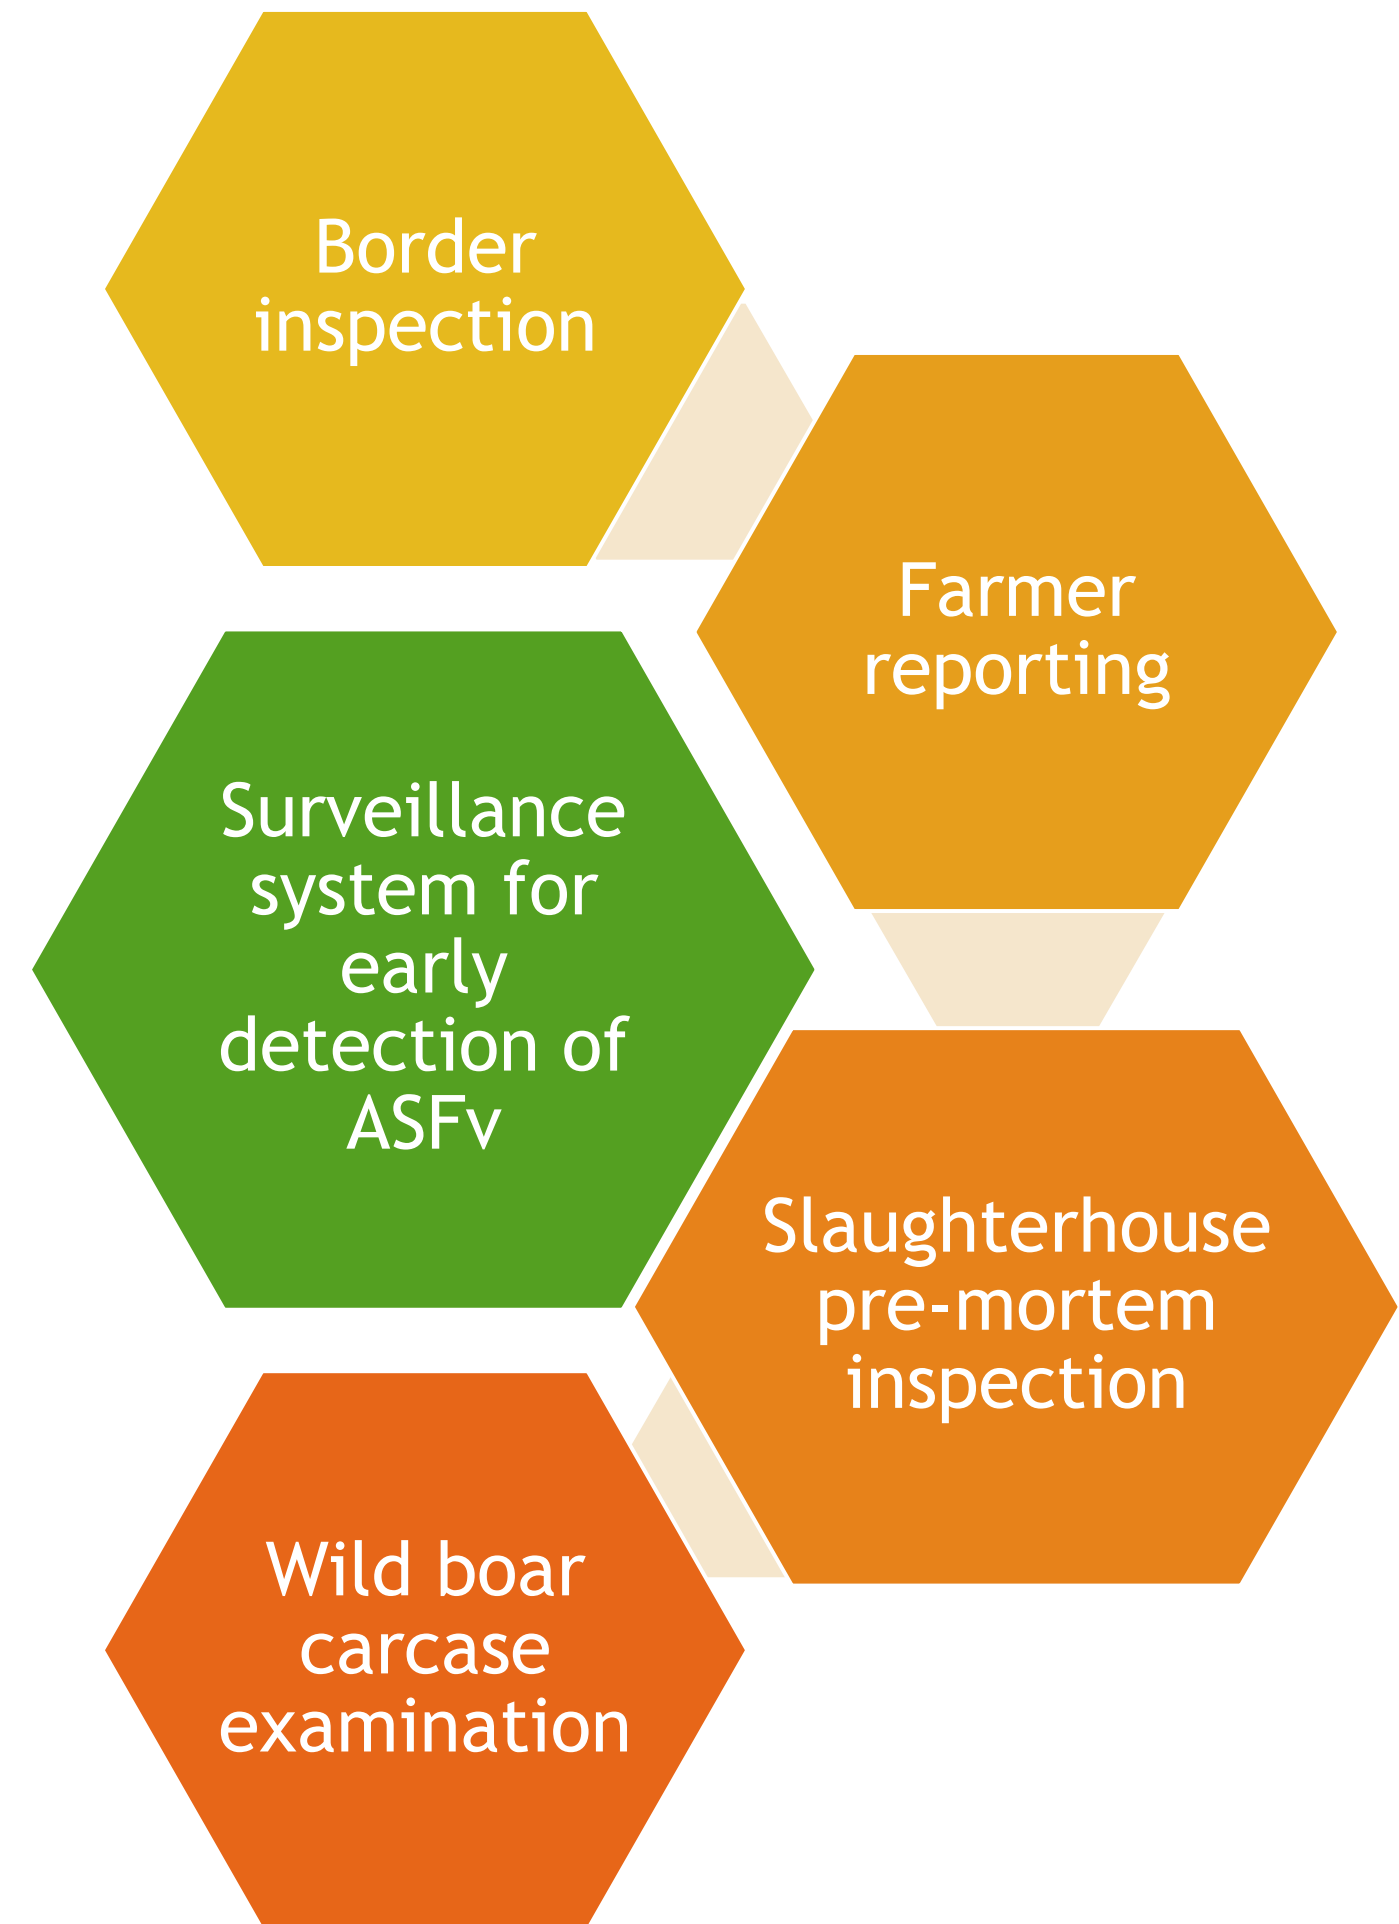 Border
inspection
Farmer
reporting
Surveillance
system for
early
detection of
ASFv
Slaughterhouse
pre-mortem
inspection
Wild boar
carcase
examination